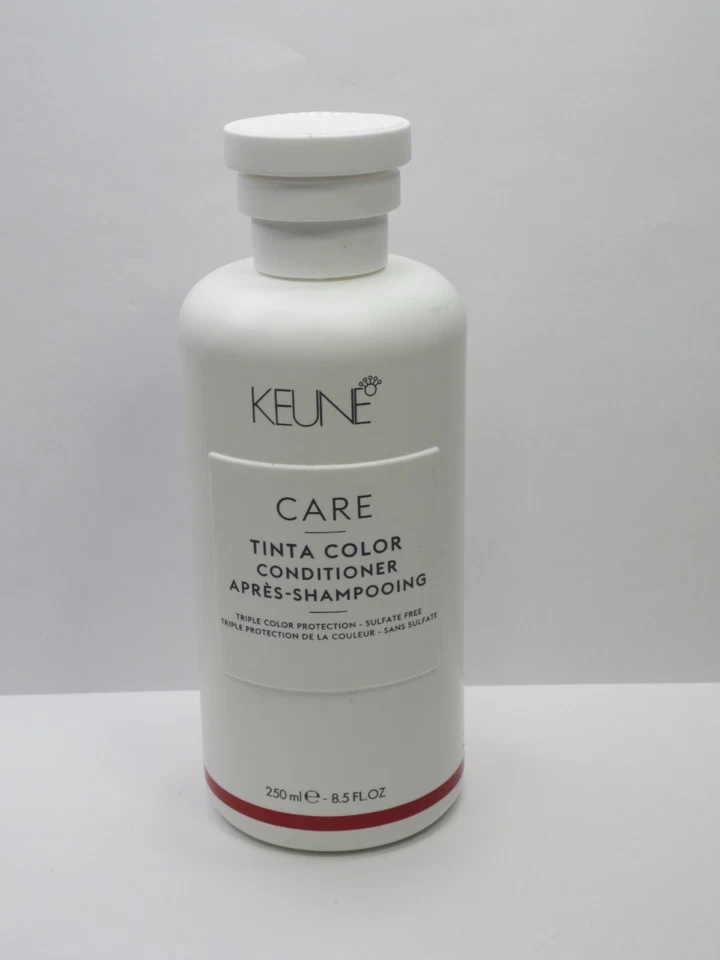 KEUNE
CARE
TINTA COLOR
CONDITIONER
APRÈS-SHAMPOOING
TRIPLE COLOR PROTECTION - SULFATE FREE
TRIPLE PROTECTION DE LA COULEUR - SANS SULFATE
250 ml ℮ - 8.5 FL.OZ